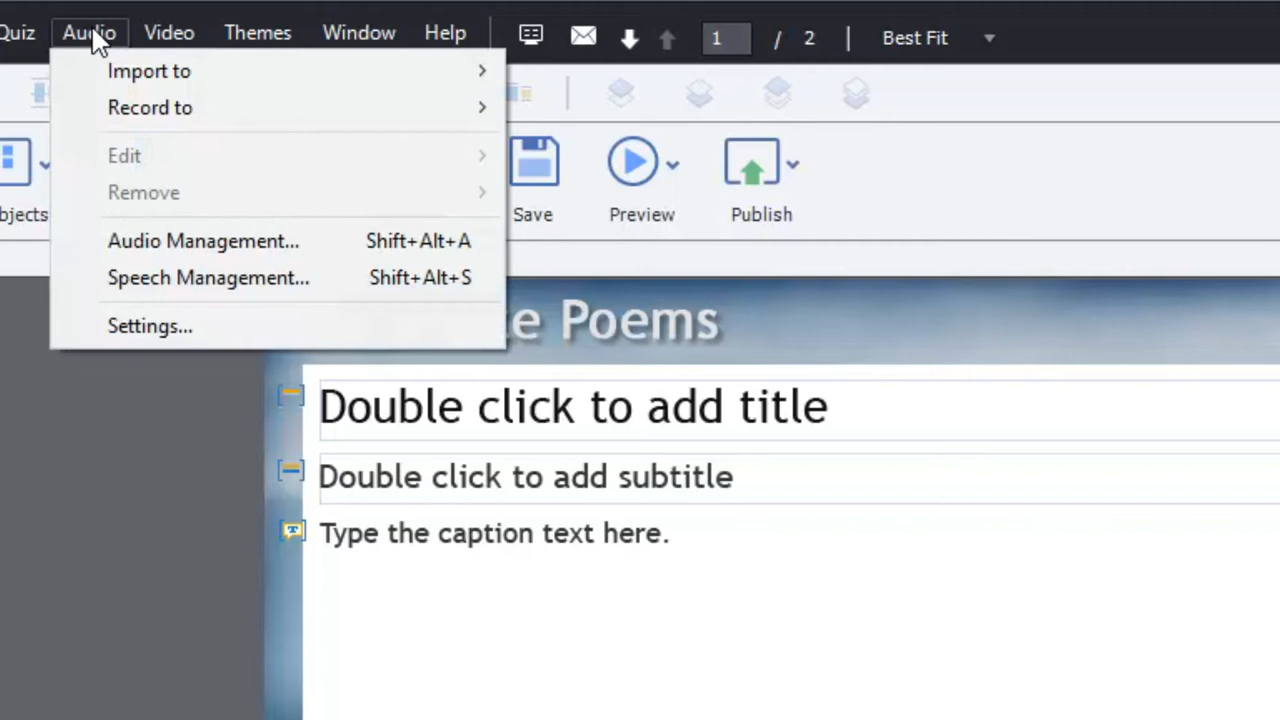 Quiz Audio Video Themes Window Help 1 / 2 Best Fit
Import to
Record to
Edit
Remove
Audio Management... Shift+Alt+A
Speech Management... Shift+Alt+S
Settings...
bjects Save Preview Publish
e Poems
Double click to add title
Double click to add subtitle
Type the caption text here.